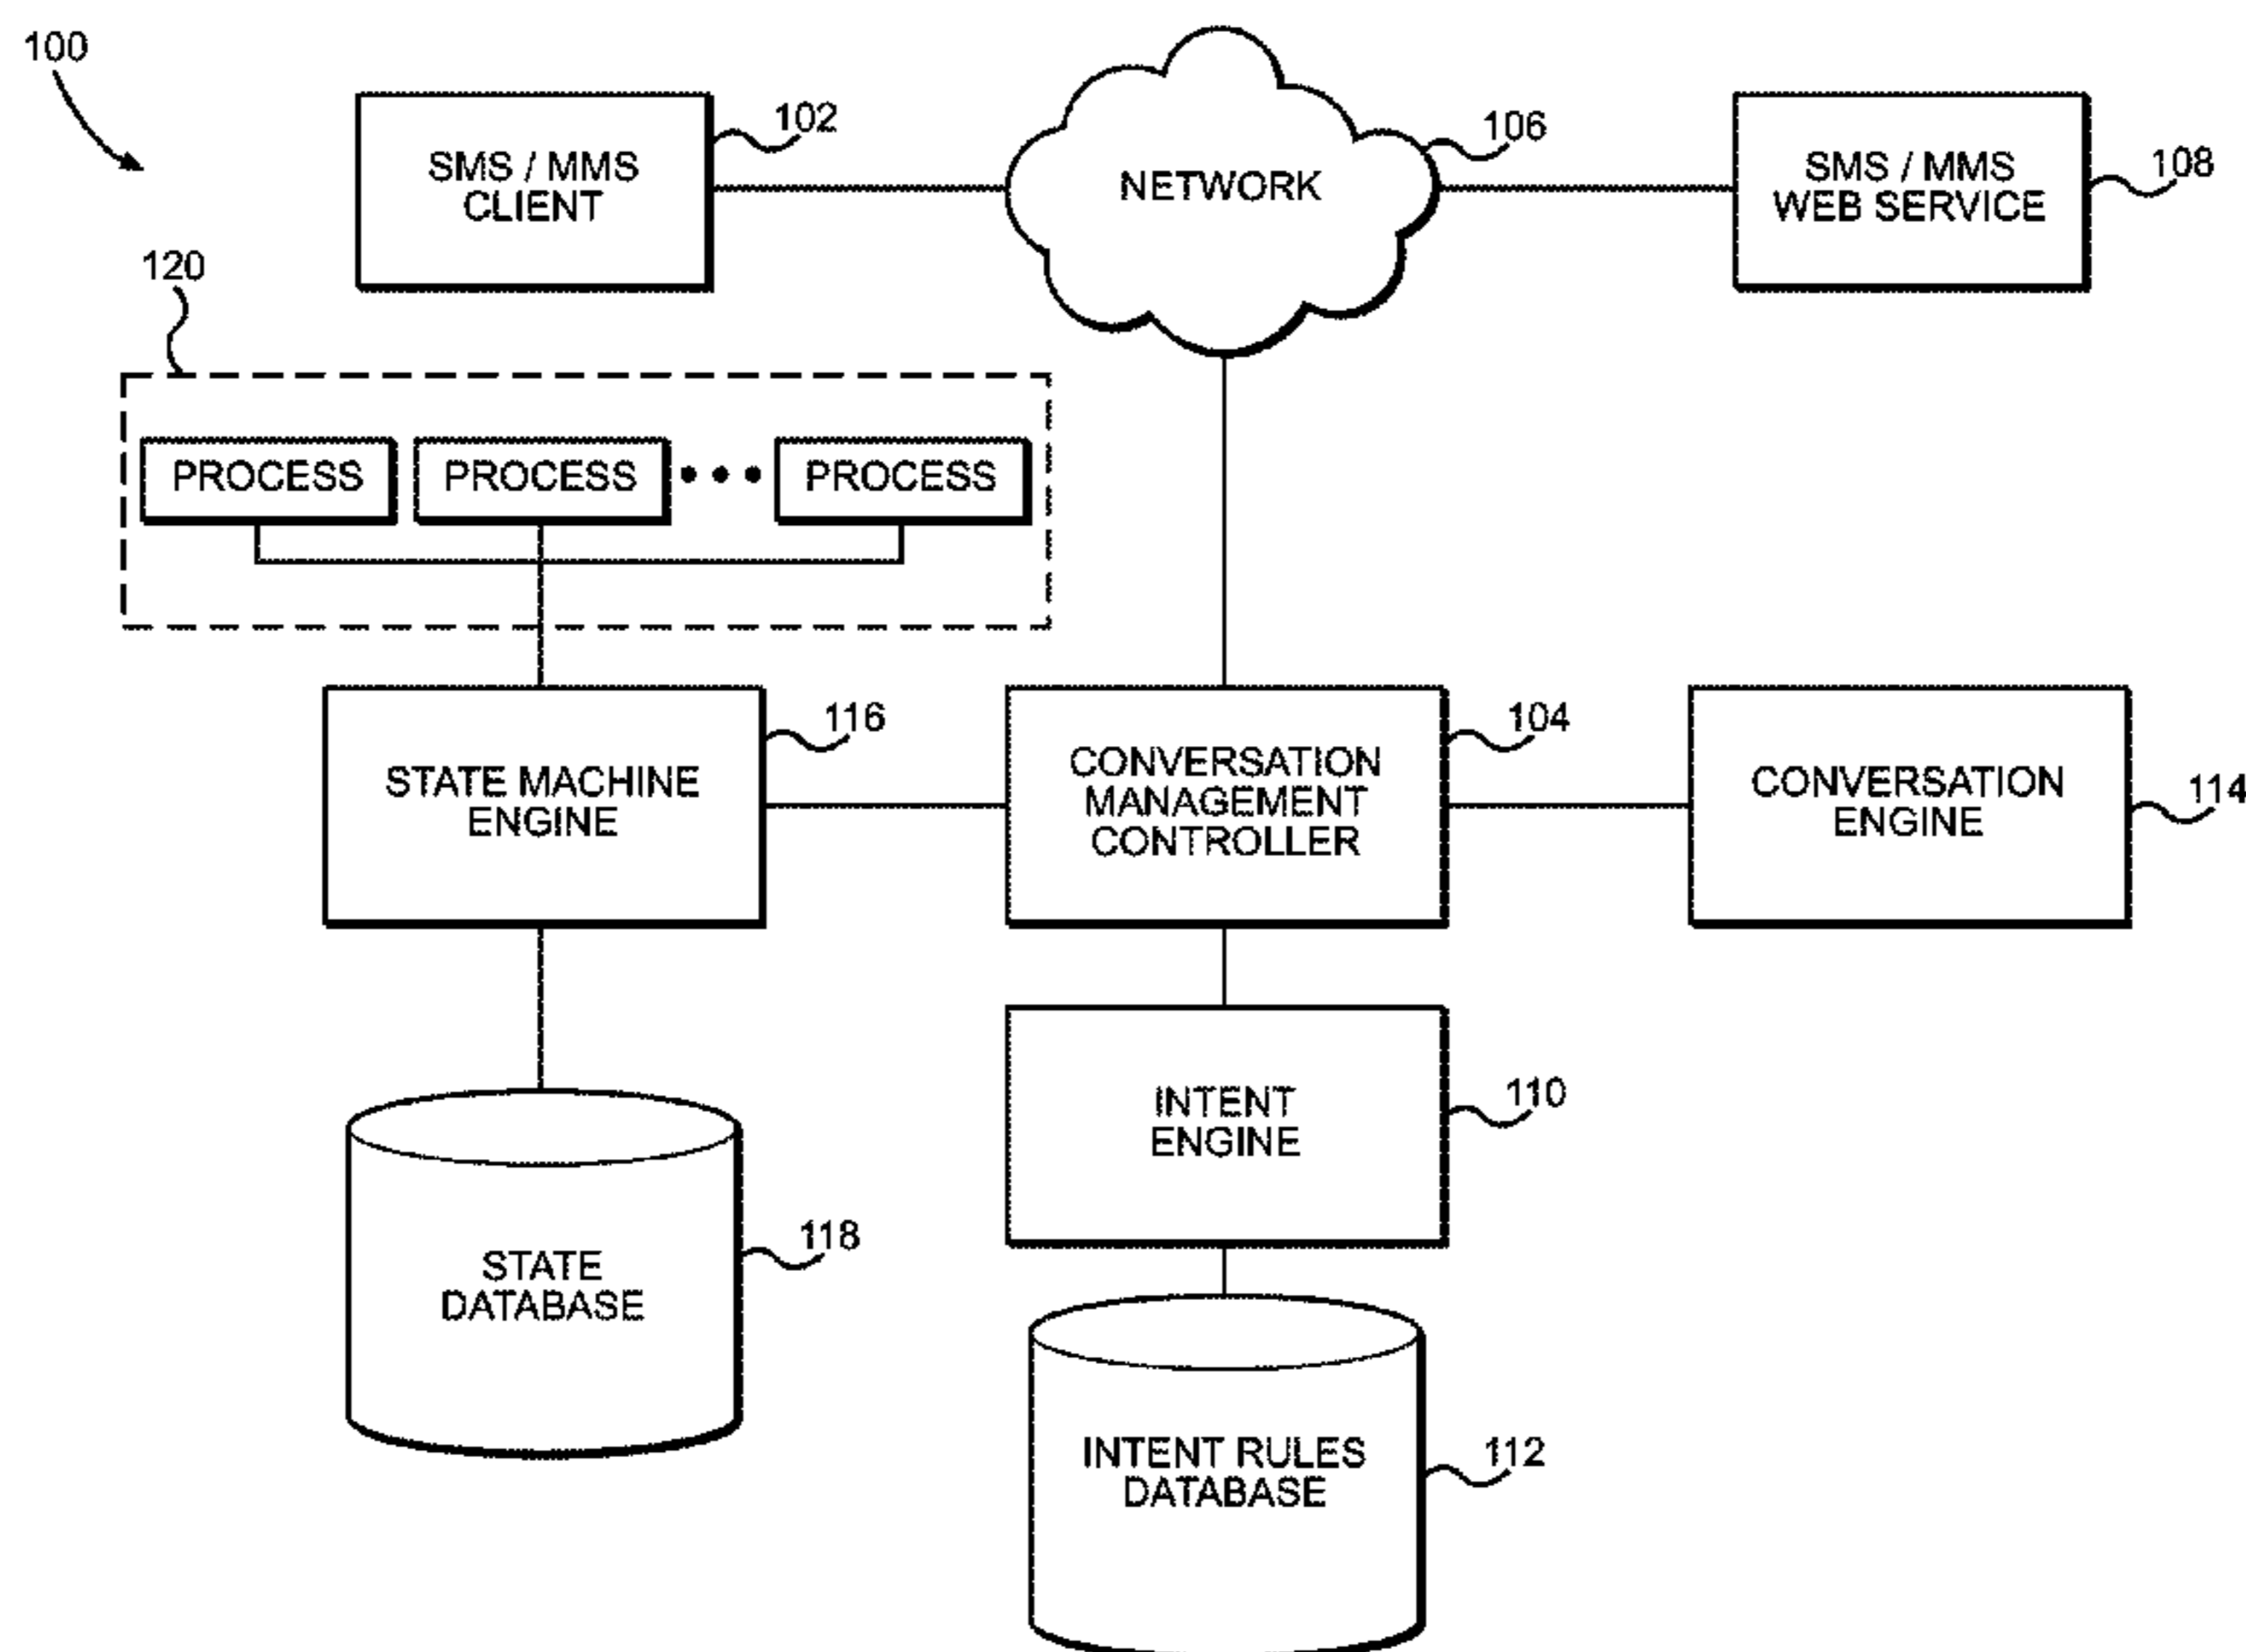 100
SMS / MMS
CLIENT
102
NETWORK
106
SMS / MMS
WEB SERVICE
108
120
PROCESS
PROCESS
•••
PROCESS
STATE MACHINE
ENGINE
116
CONVERSATION
MANAGEMENT
CONTROLLER
104
CONVERSATION
ENGINE
114
INTENT
ENGINE
110
STATE
DATABASE
118
INTENT RULES
DATABASE
112